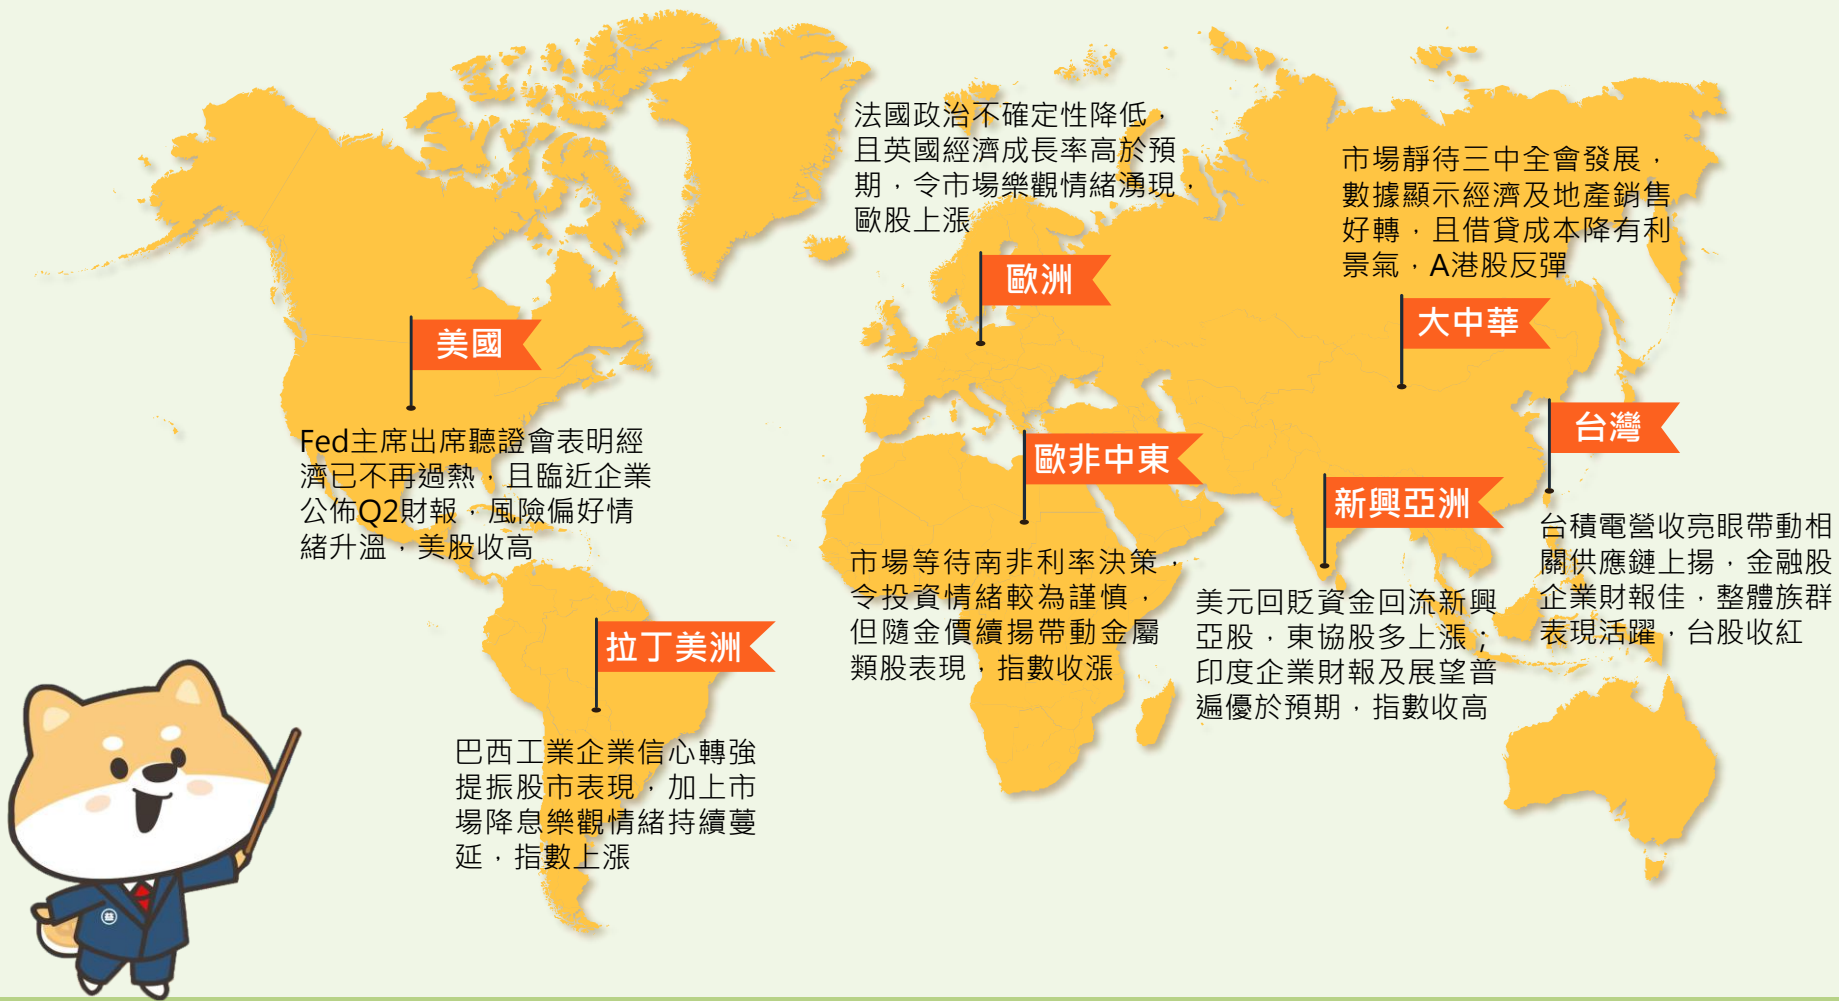 美國
Fed主席出席聽證會表明經
濟已不再過熱，且臨近企業
公佈Q2財報，風險偏好情
緒升溫，美股收高
拉丁美洲
巴西工業企業信心轉強
提振股市表現，加上市
場降息樂觀情緒持續蔓
延，指數上漲
法國政治不確定性降低，
且英國經濟成長率高於預
期，令市場樂觀情緒湧現，
歐股上漲
歐洲
歐非中東
市場等待南非利率決策，
令投資情緒較為謹慎，
但隨金價續揚帶動金屬
類股表現，指數收漲
市場靜待三中全會發展，
數據顯示經濟及地產銷售
好轉，且借貸成本降有利
景氣，A港股反彈
大中華
新興亞洲
美元回貶資金回流新興
亞股，東協股多上漲；
印度企業財報及展望普
遍優於預期，指數收高
台灣
台積電營收亮眼帶動相
關供應鏈上揚，金融股
企業財報佳，整體族群
表現活躍，台股收紅